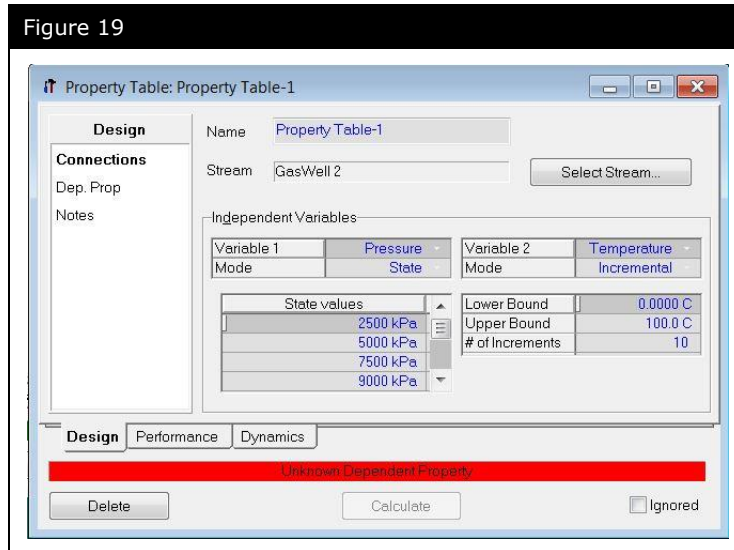 Figure 19
Property Table: Property Table-1
Design
Connections
Dep. Prop
Notes
Name Property Table-1
Stream GasWell 2 Select Stream...
Independent Variables
Variable 1 Pressure
Mode State
Variable 2 Temperature
Mode Incremental
State values
2500 kPa
5000 kPa
7500 kPa
9000 kPa
Lower Bound 0.0000 C
Upper Bound 100.0 C
# of Increments 10
Design Performance Dynamics
Unknown Dependent Property
Delete Calculate Ignored